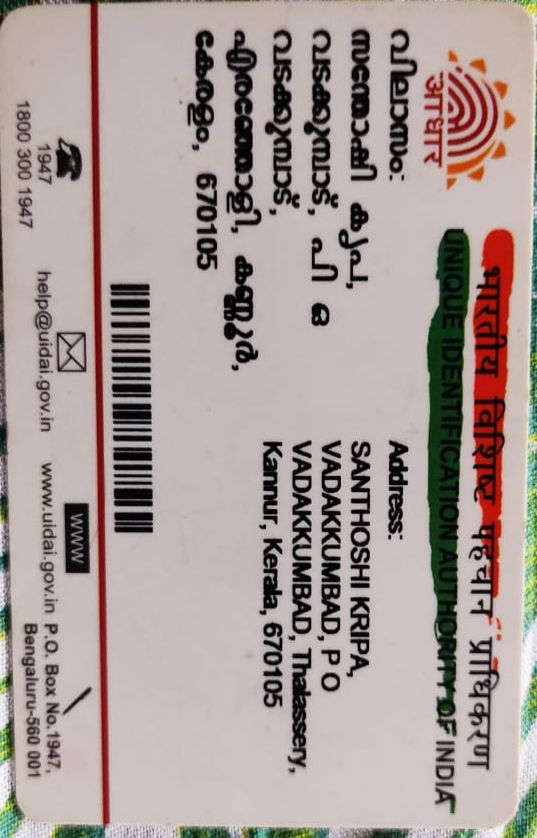 भारतीय विशिष्ट पहचान प्राधिकरण
UNIQUE IDENTIFICATION AUTHORITY OF INDIA
आधार
വിലാസം:
സന്തോഷി കൃപ,
വടക്കുമ്പാട്, പി ഒ
വടക്കുമ്പാട്,
എരഞ്ഞോളി, കണ്ണൂർ,
കേരളം, 670105
Address:
SANTHOSHI KRIPA,
VADAKKUMBAD, P O
VADAKKUMBAD, Thalassery,
Kannur, Kerala, 670105
1947
1800 300 1947
help@uidai.gov.in
WWW
www.uidai.gov.in
P.O. Box No.1947,
Bengaluru-560 001